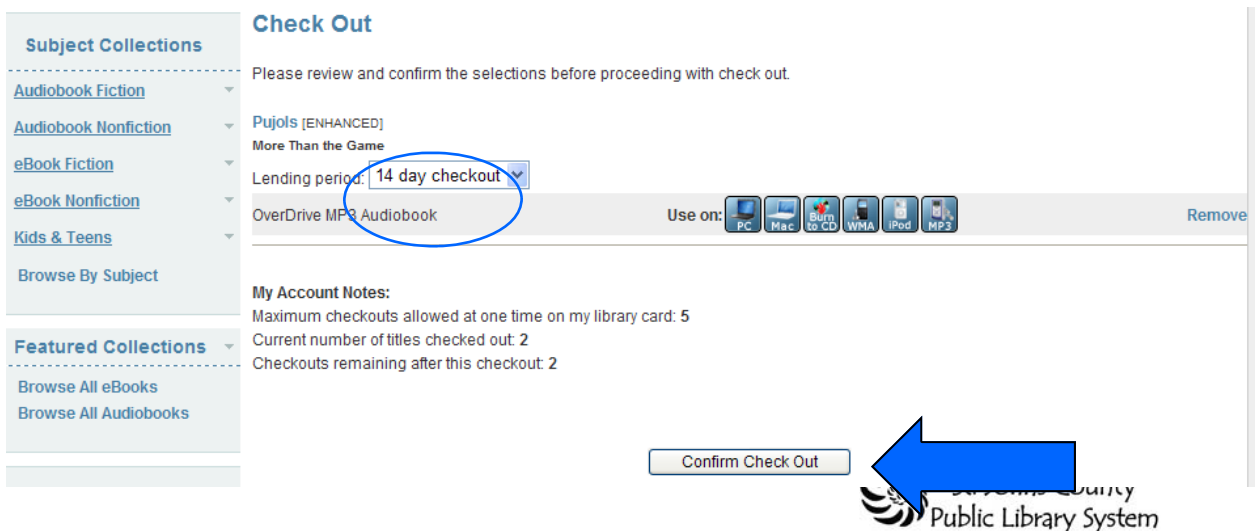 Subject Collections
Audiobook Fiction
Audiobook Nonfiction
eBook Fiction
eBook Nonfiction
Kids & Teens
Browse By Subject
Featured Collections
Browse All eBooks
Browse All Audiobooks
Check Out
Please review and confirm the selections before proceeding with check out.
Pujols [ENHANCED]
More Than the Game
Lending period: 14 day checkout
OverDrive MP3 Audiobook Use on: PC Mac Burn to CD WMA iPod MP3 Remove
My Account Notes:
Maximum checkouts allowed at one time on my library card: 5
Current number of titles checked out: 2
Checkouts remaining after this checkout: 2
Confirm Check Out
County
Public Library System